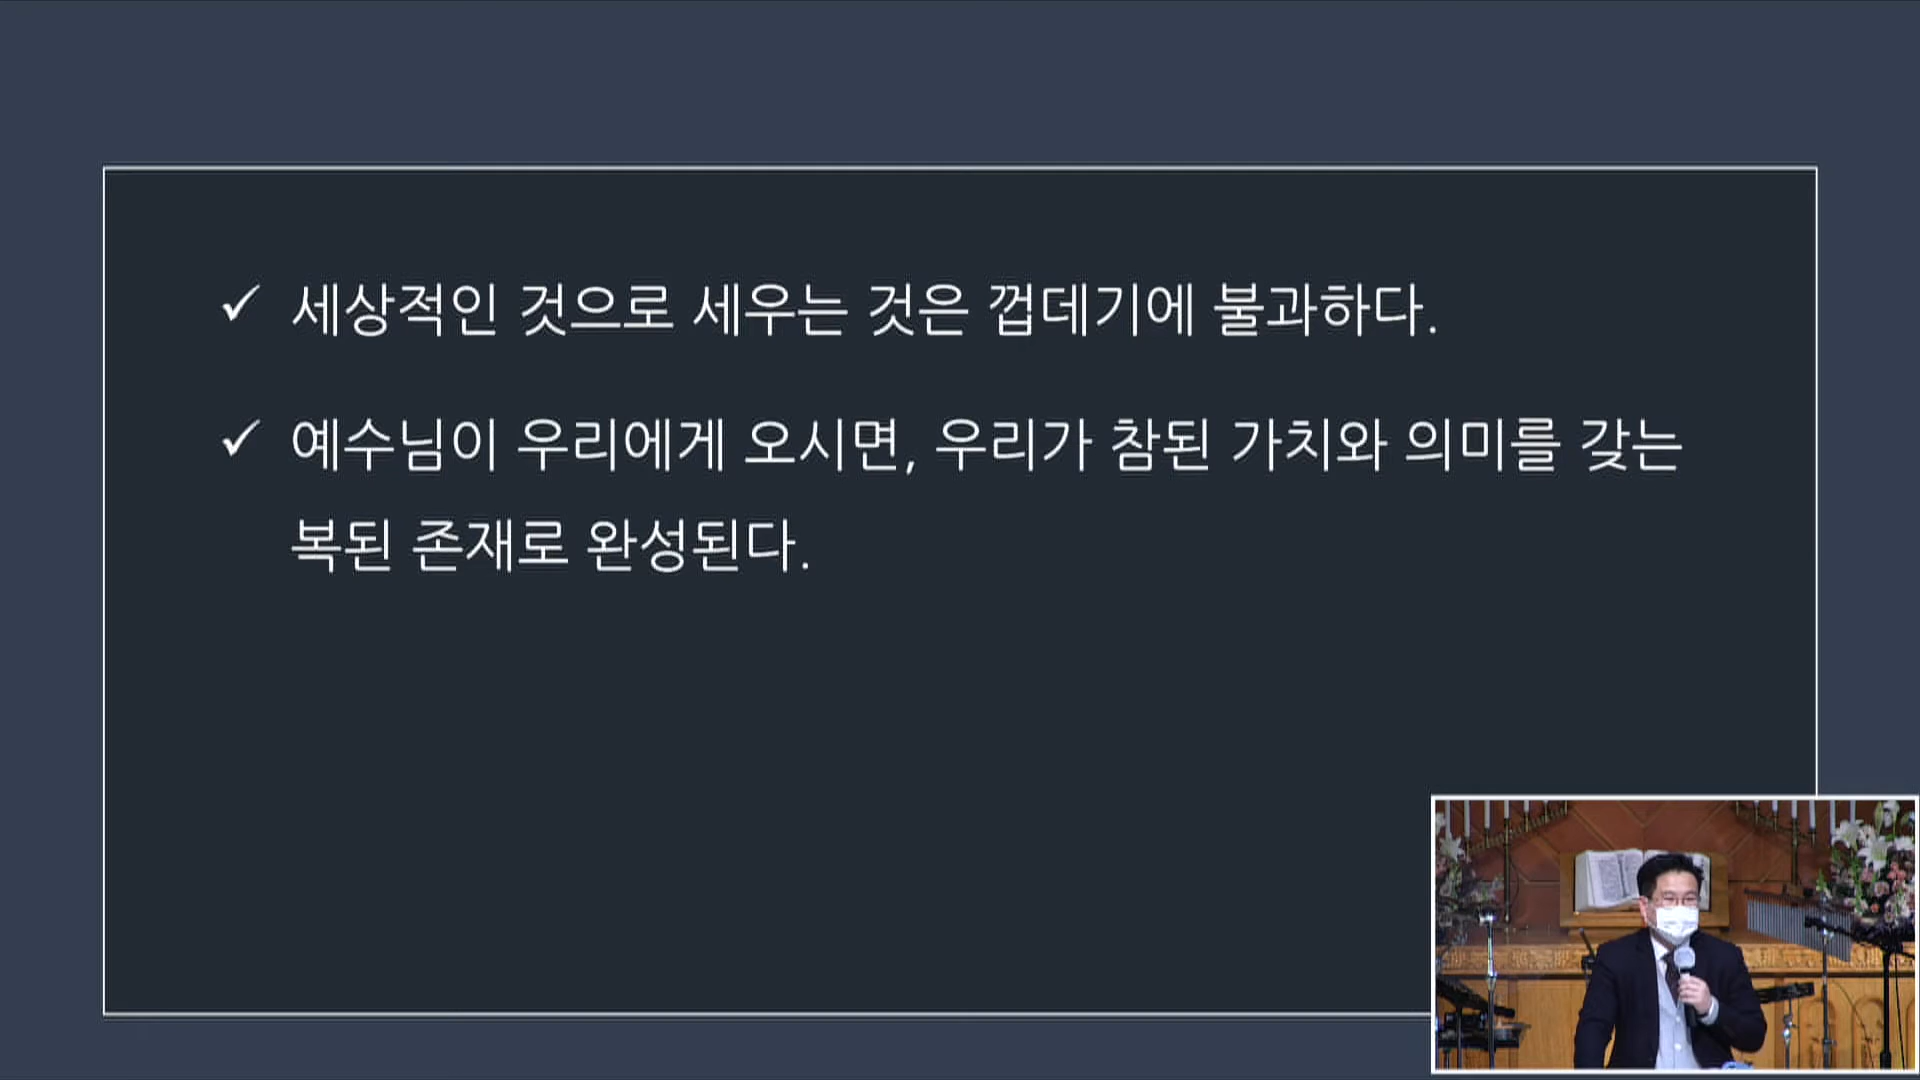 ✓ 세상적인 것으로 세우는 것은 껍데기에 불과하다.
✓ 예수님이 우리에게 오시면, 우리가 참된 가치와 의미를 갖는
복된 존재로 완성된다.